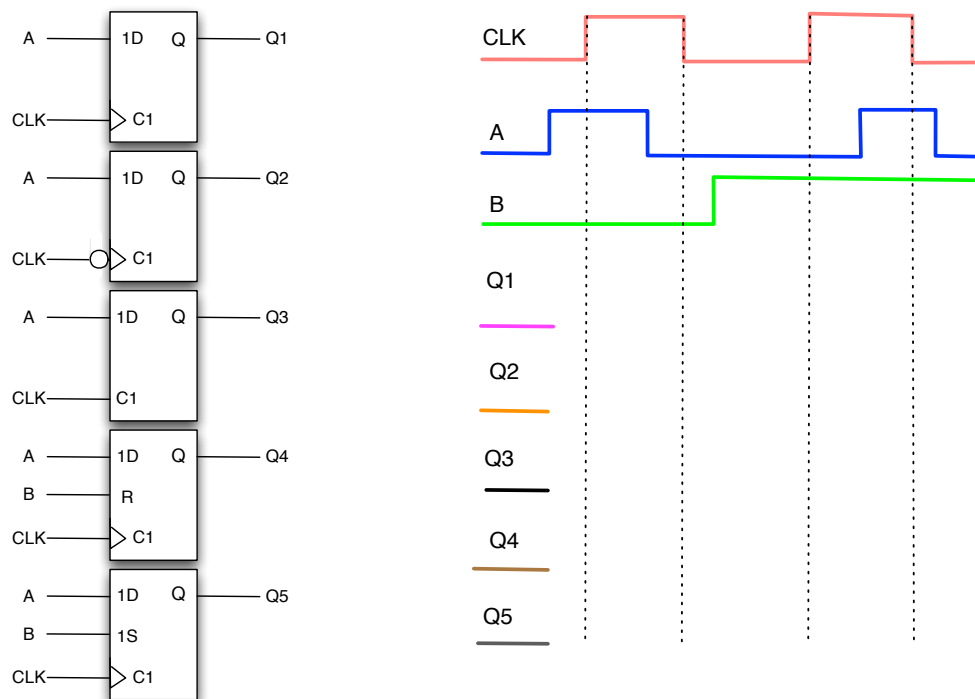 A 1D Q Q1
CLK C1
A 1D Q Q2
CLK C1
A 1D Q Q3
CLK C1
A 1D Q Q4
B R
CLK C1
A 1D Q Q5
B 1S
CLK C1
CLK
A
B
Q1
Q2
Q3
Q4
Q5